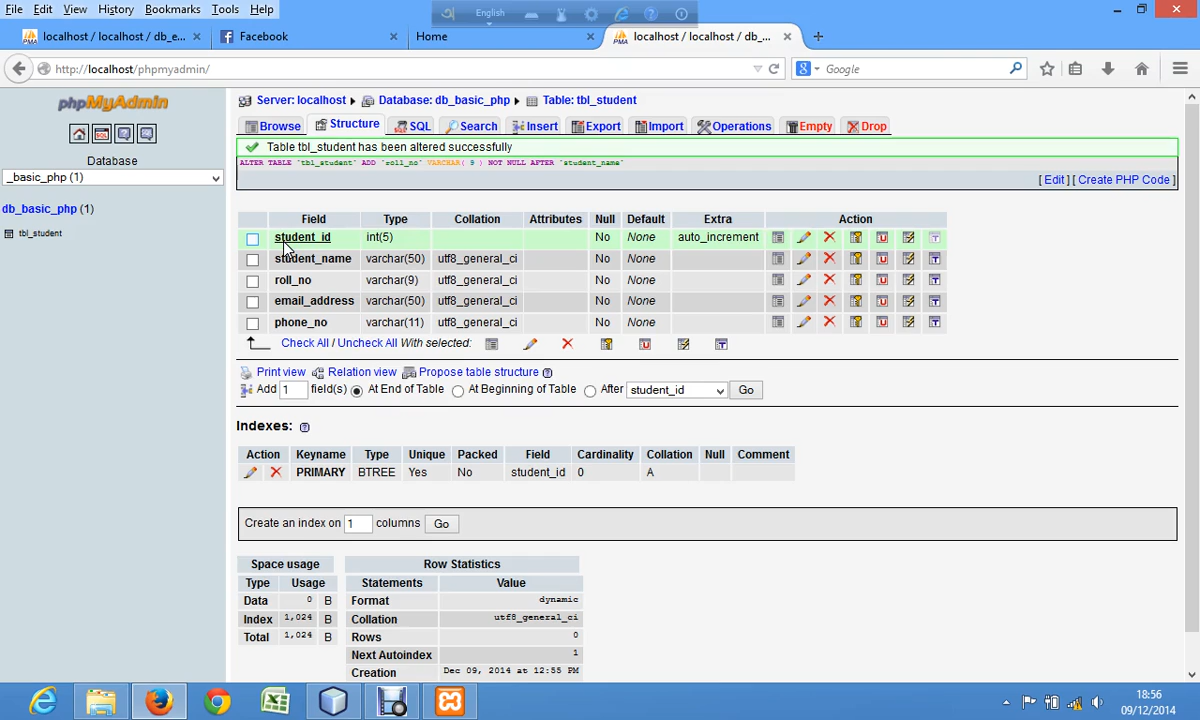 File Edit View History Bookmarks Tools Help
English
localhost / localhost / db_e... ×
Facebook ×
Home ×
localhost / localhost / db_... ×
http://localhost/phpmyadmin/
Google
phpMyAdmin
Database
_basic_php (1)
db_basic_php (1)
tbl_student
Server: localhost Database: db_basic_php Table: tbl_student
Browse Structure SQL Search Insert Export Import Operations Empty Drop
Table tbl_student has been altered successfully
ALTER TABLE `tbl_student` ADD `roll_no` VARCHAR( 9 ) NOT NULL AFTER `student_name`
[ Edit ] [ Create PHP Code ]
Field Type Collation Attributes Null Default Extra Action
student_id int(5) No None auto_increment
student_name varchar(50) utf8_general_ci No None
roll_no varchar(9) utf8_general_ci No None
email_address varchar(50) utf8_general_ci No None
phone_no varchar(11) utf8_general_ci No None
Check All / Uncheck All With selected:
Print view Relation view Propose table structure
Add 1 field(s) At End of Table At Beginning of Table After student_id Go
Indexes:
Action Keyname Type Unique Packed Field Cardinality Collation Null Comment
PRIMARY BTREE Yes No student_id 0 A
Create an index on 1 columns Go
Space usage
Type Usage
Data 0 B
Index 1,024 B
Total 1,024 B
Row Statistics
Statements Value
Format dynamic
Collation utf8_general_ci
Rows 0
Next Autoindex 1
Creation Dec 09, 2014 at 12:55 PM
18:56
09/12/2014